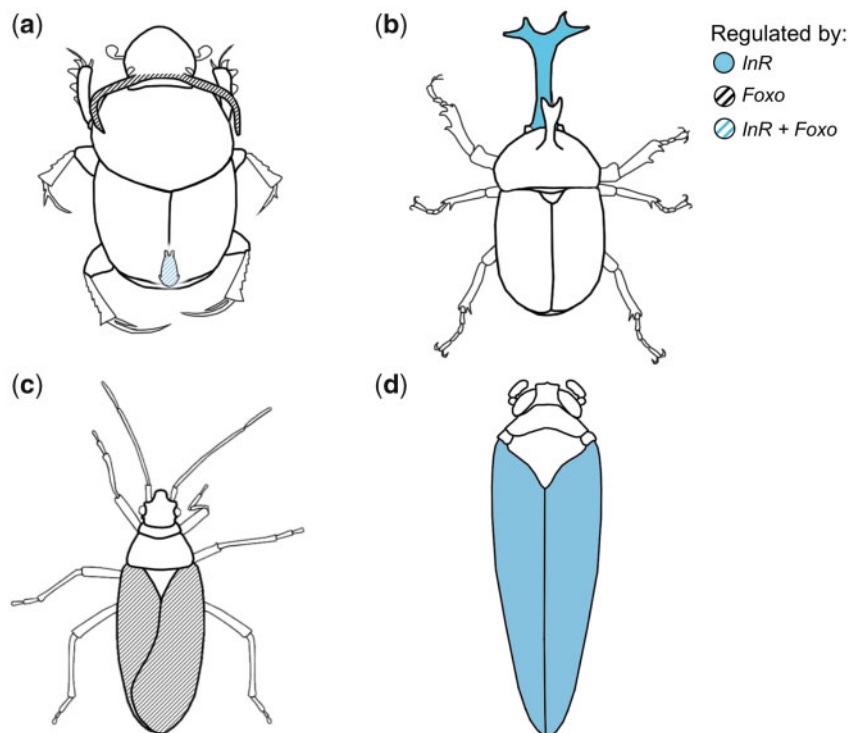 (a)
(b)
Regulated by:
InR
Foxo
InR + Foxo
(c)
(d)